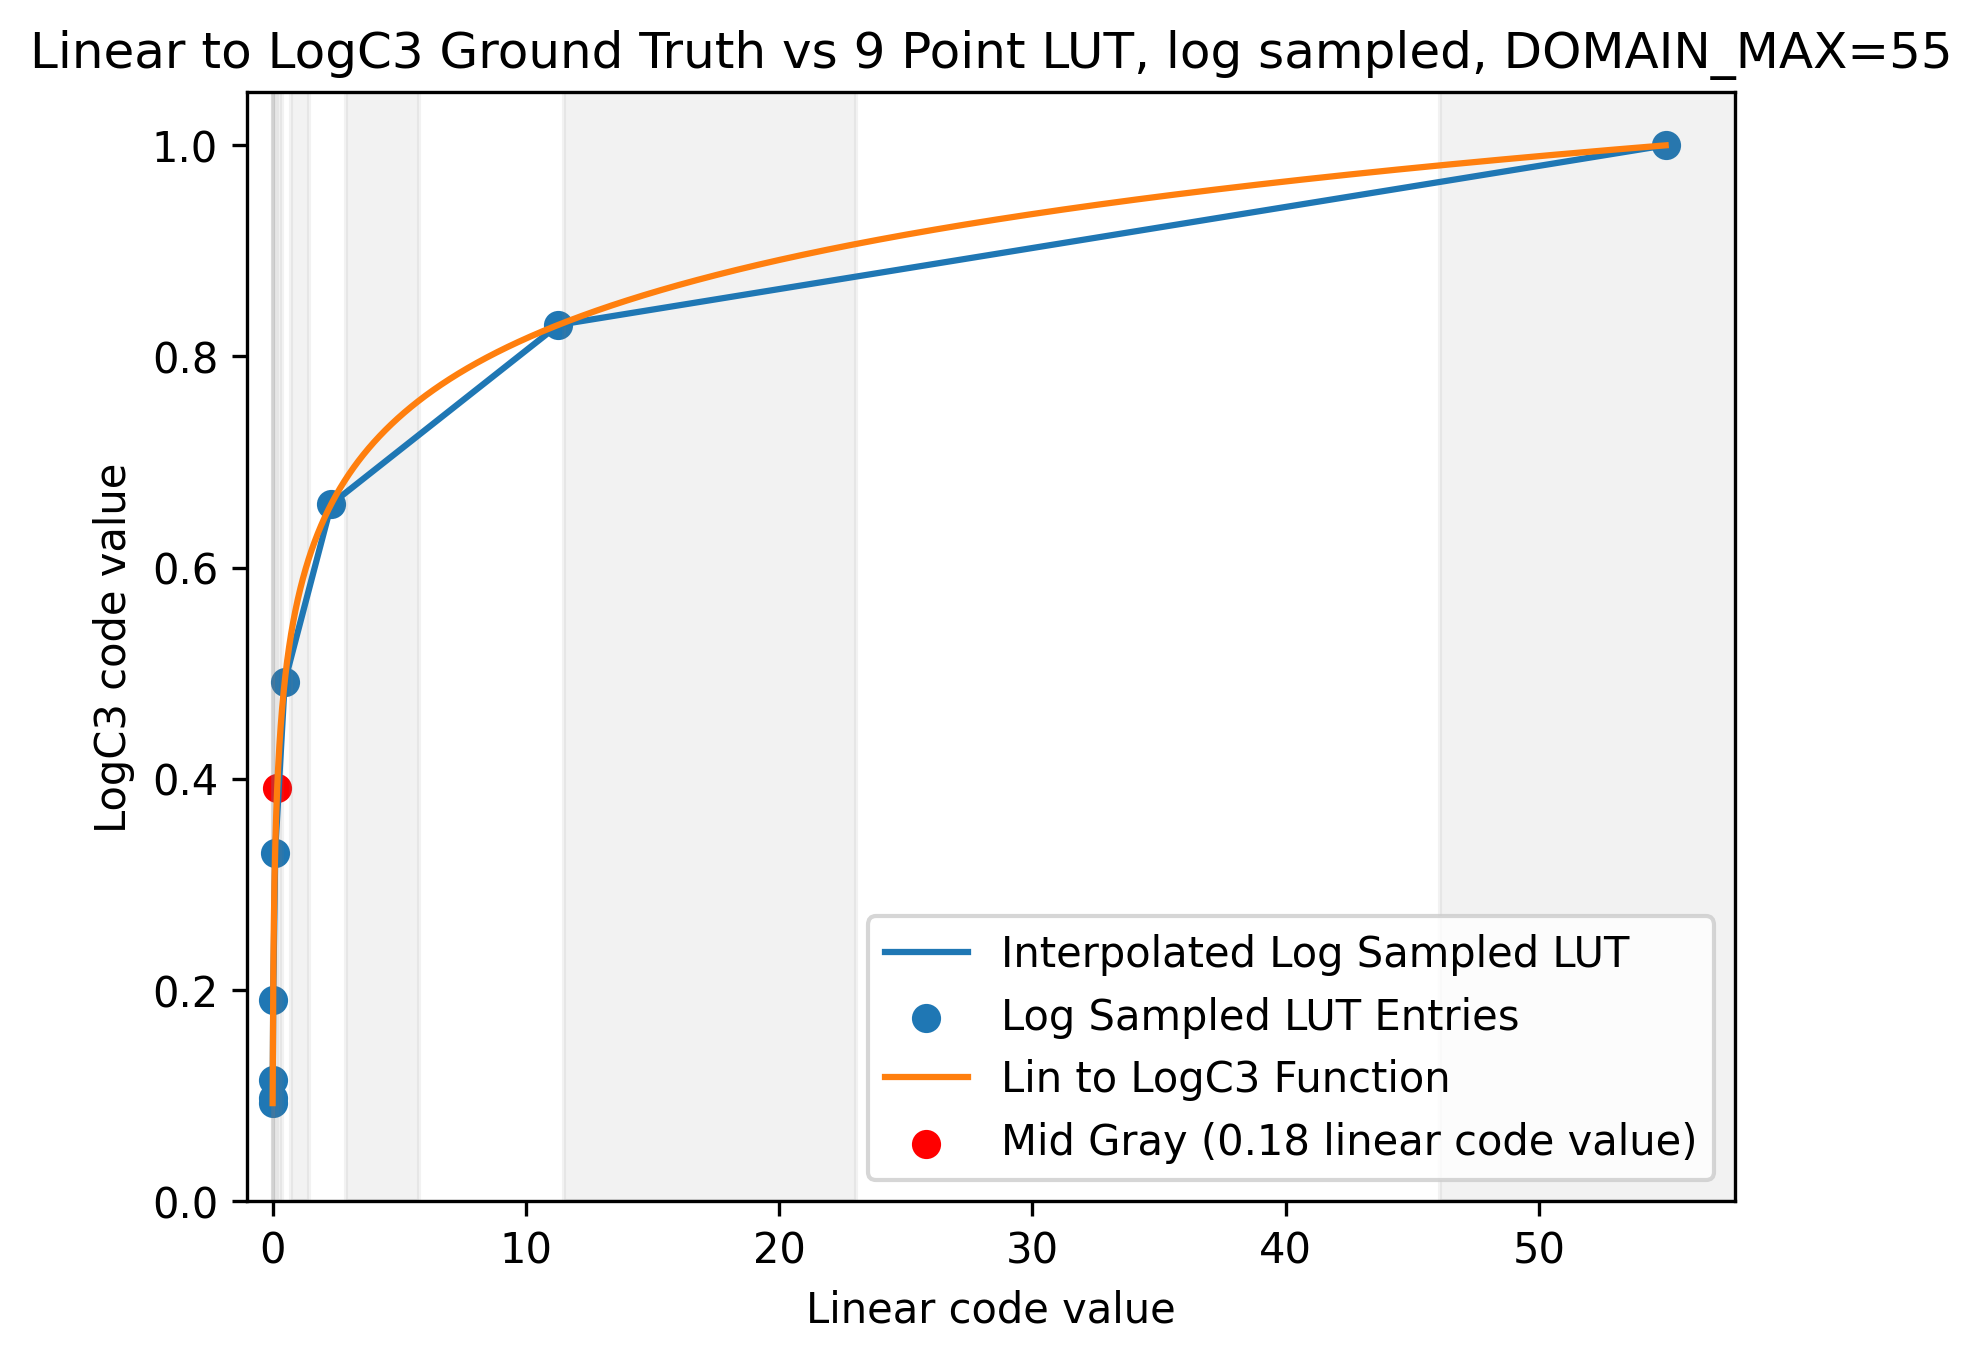 Linear to LogC3 Ground Truth vs 9 Point LUT, log sampled, DOMAIN_MAX=55
1.0
0.8
0.6
0.4
0.2
0.0
LogC3 code value
Interpolated Log Sampled LUT
Log Sampled LUT Entries
Lin to LogC3 Function
Mid Gray (0.18 linear code value)
0 10 20 30 40 50
Linear code value